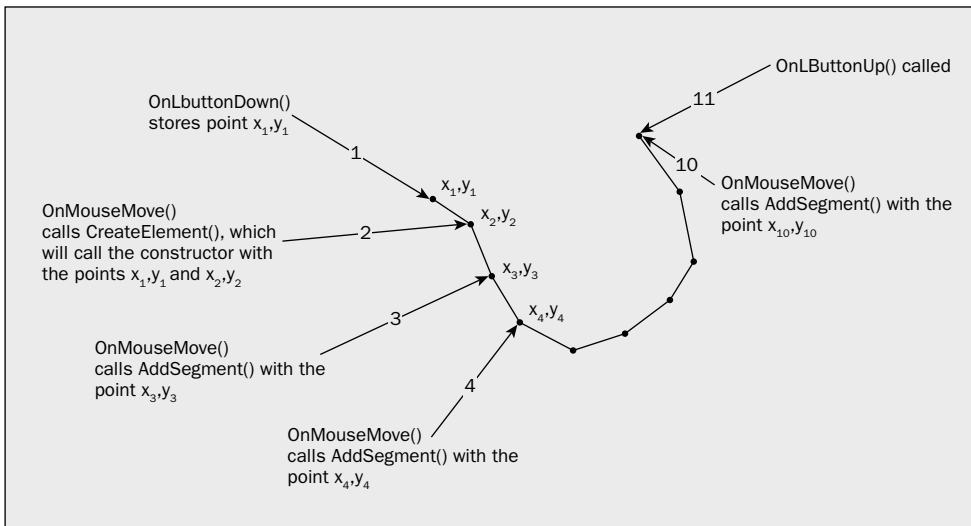 OnLButtonUp() called
11
OnLbuttonDown()
stores point x₁,y₁
1
10
x₁,y₁
OnMouseMove()
calls AddSegment() with the
point x₁₀,y₁₀
OnMouseMove()
calls CreateElement(), which
will call the constructor with
the points x₁,y₁ and x₂,y₂
2
x₂,y₂
x₃,y₃
3
x₄,y₄
OnMouseMove()
calls AddSegment() with the
point x₃,y₃
4
OnMouseMove()
calls AddSegment() with the
point x₄,y₄